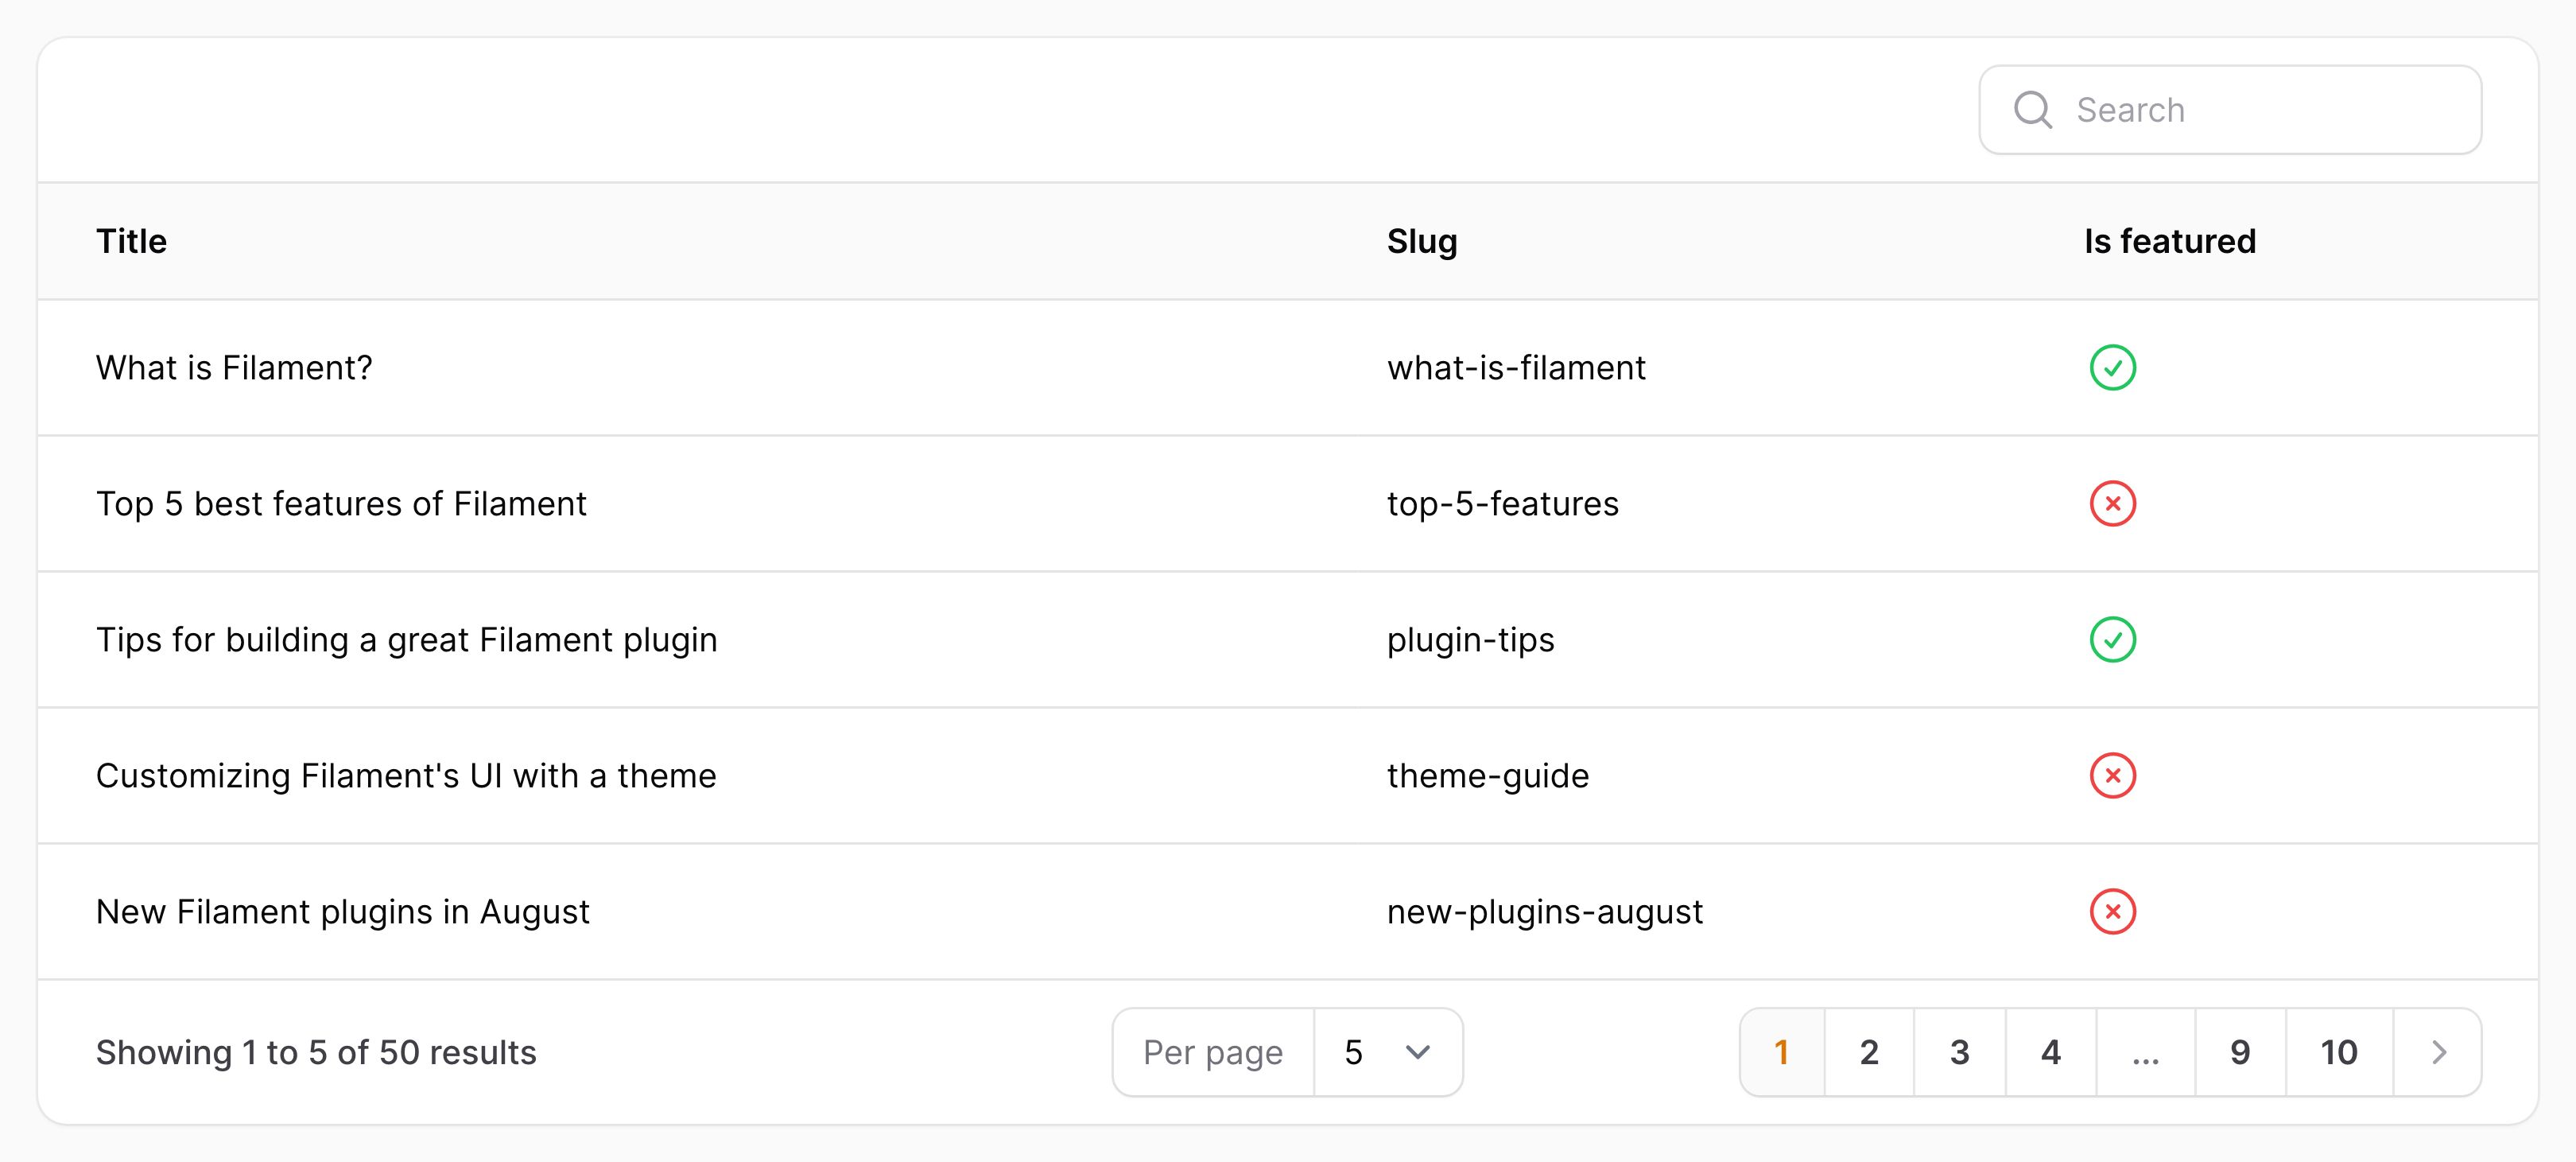 Search
Title Slug Is featured
What is Filament? what-is-filament
Top 5 best features of Filament top-5-features
Tips for building a great Filament plugin plugin-tips
Customizing Filament's UI with a theme theme-guide
New Filament plugins in August new-plugins-august
Showing 1 to 5 of 50 results Per page 5 1 2 3 4 ... 9 10